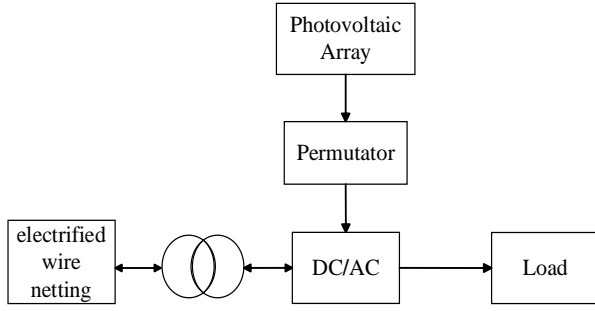 Photovoltaic
Array
Permutator
electrified
wire
netting
DC/AC
Load